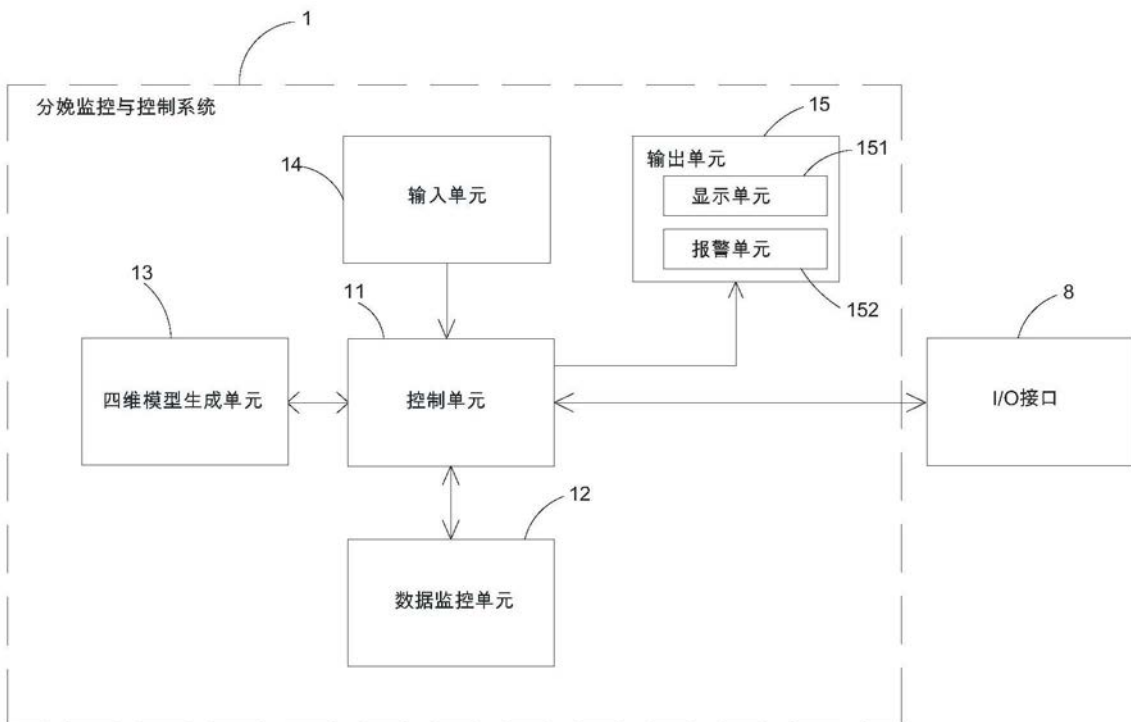 1
分娩监控与控制系统
15
151
输出单元
显示单元
报警单元
152
14
输入单元
13
四维模型生成单元
11
控制单元
8
I/O接口
12
数据监控单元